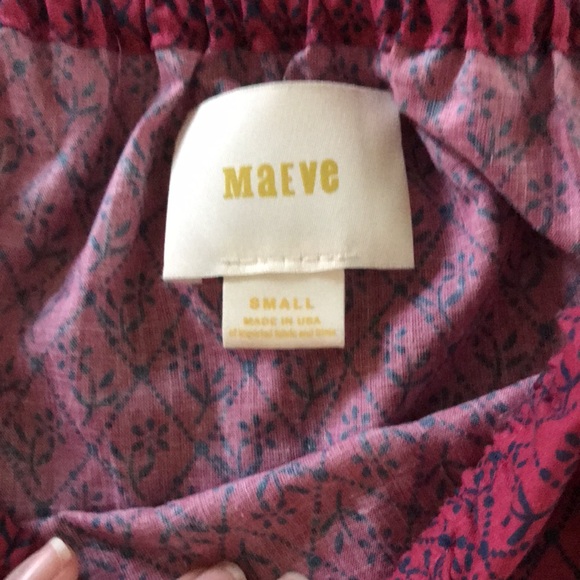 MaEve
SMALL
MADE IN USA
of imported fabric and trims